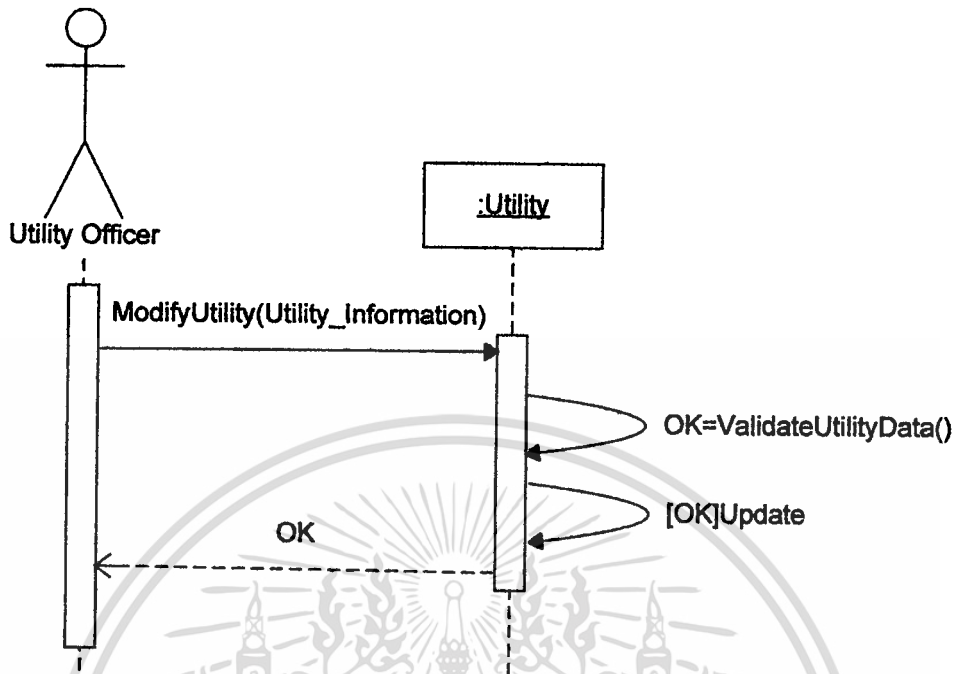 Utility Officer
:Utility
ModifyUtility(Utility_Information)
OK=ValidateUtilityData()
[OK]Update
OK